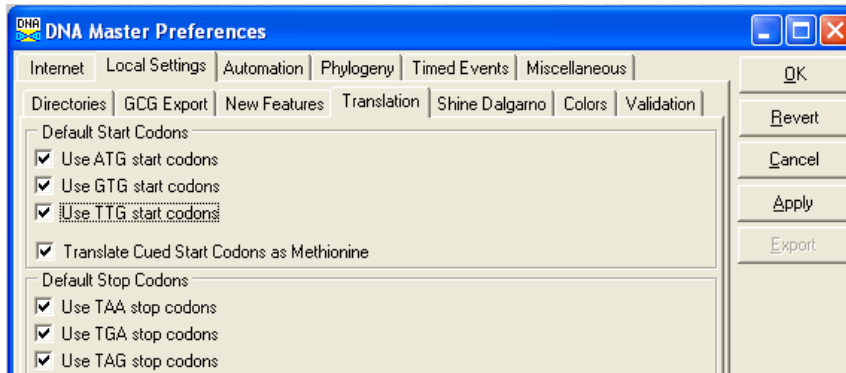 DNA DNA Master Preferences
Internet Local Settings Automation Phylogeny Timed Events Miscellaneous
Directories GCG Export New Features Translation Shine Dalgarno Colors Validation
Default Start Codons
Use ATG start codons
Use GTG start codons
Use TTG start codons
Translate Cued Start Codons as Methionine
Default Stop Codons
Use TAA stop codons
Use TGA stop codons
Use TAG stop codons
OK
Revert
Cancel
Apply
Export